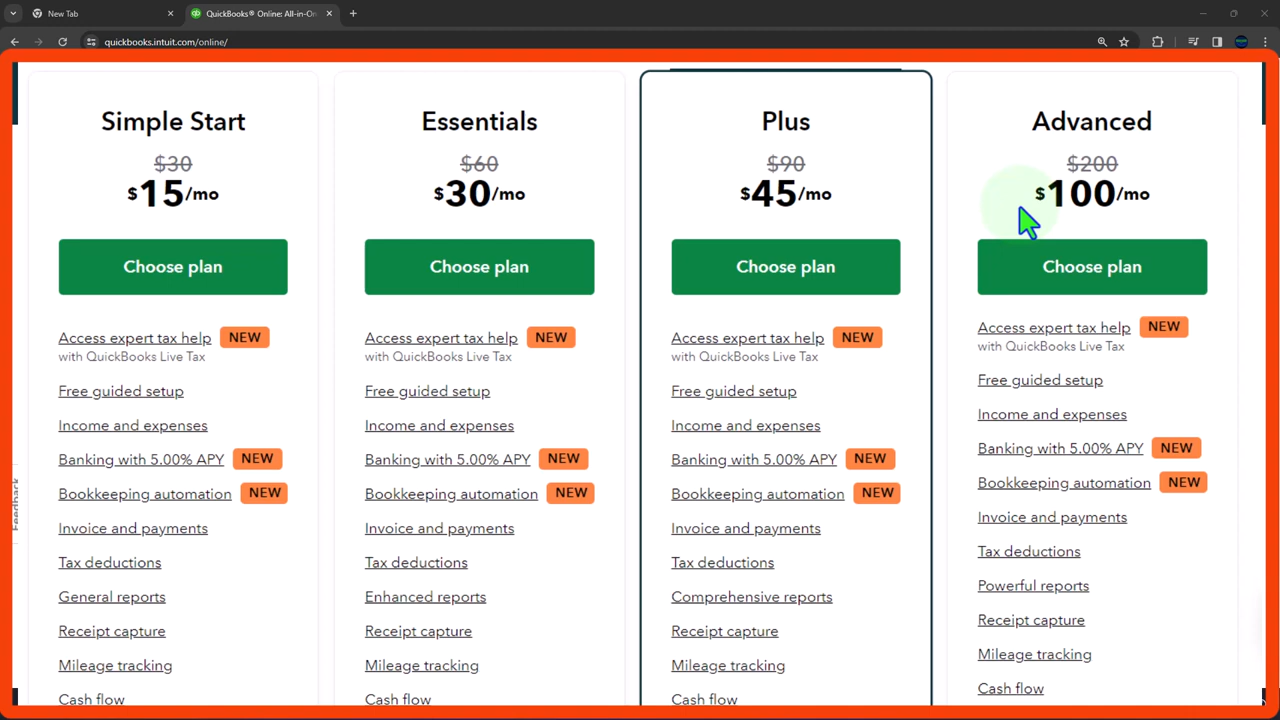 New Tab
QuickBooks® Online: All-in-On
quickbooks.intuit.com/online/
Simple Start
$30
$15/mo
Choose plan
Access expert tax help NEW
with QuickBooks Live Tax
Free guided setup
Income and expenses
Banking with 5.00% APY NEW
Bookkeeping automation NEW
Invoice and payments
Tax deductions
General reports
Receipt capture
Mileage tracking
Cash flow
Essentials
$60
$30/mo
Choose plan
Access expert tax help NEW
with QuickBooks Live Tax
Free guided setup
Income and expenses
Banking with 5.00% APY NEW
Bookkeeping automation NEW
Invoice and payments
Tax deductions
Enhanced reports
Receipt capture
Mileage tracking
Cash flow
Plus
$90
$45/mo
Choose plan
Access expert tax help NEW
with QuickBooks Live Tax
Free guided setup
Income and expenses
Banking with 5.00% APY NEW
Bookkeeping automation NEW
Invoice and payments
Tax deductions
Comprehensive reports
Receipt capture
Mileage tracking
Cash flow
Advanced
$200
$100/mo
Choose plan
Access expert tax help NEW
with QuickBooks Live Tax
Free guided setup
Income and expenses
Banking with 5.00% APY NEW
Bookkeeping automation NEW
Invoice and payments
Tax deductions
Powerful reports
Receipt capture
Mileage tracking
Cash flow
Feedback